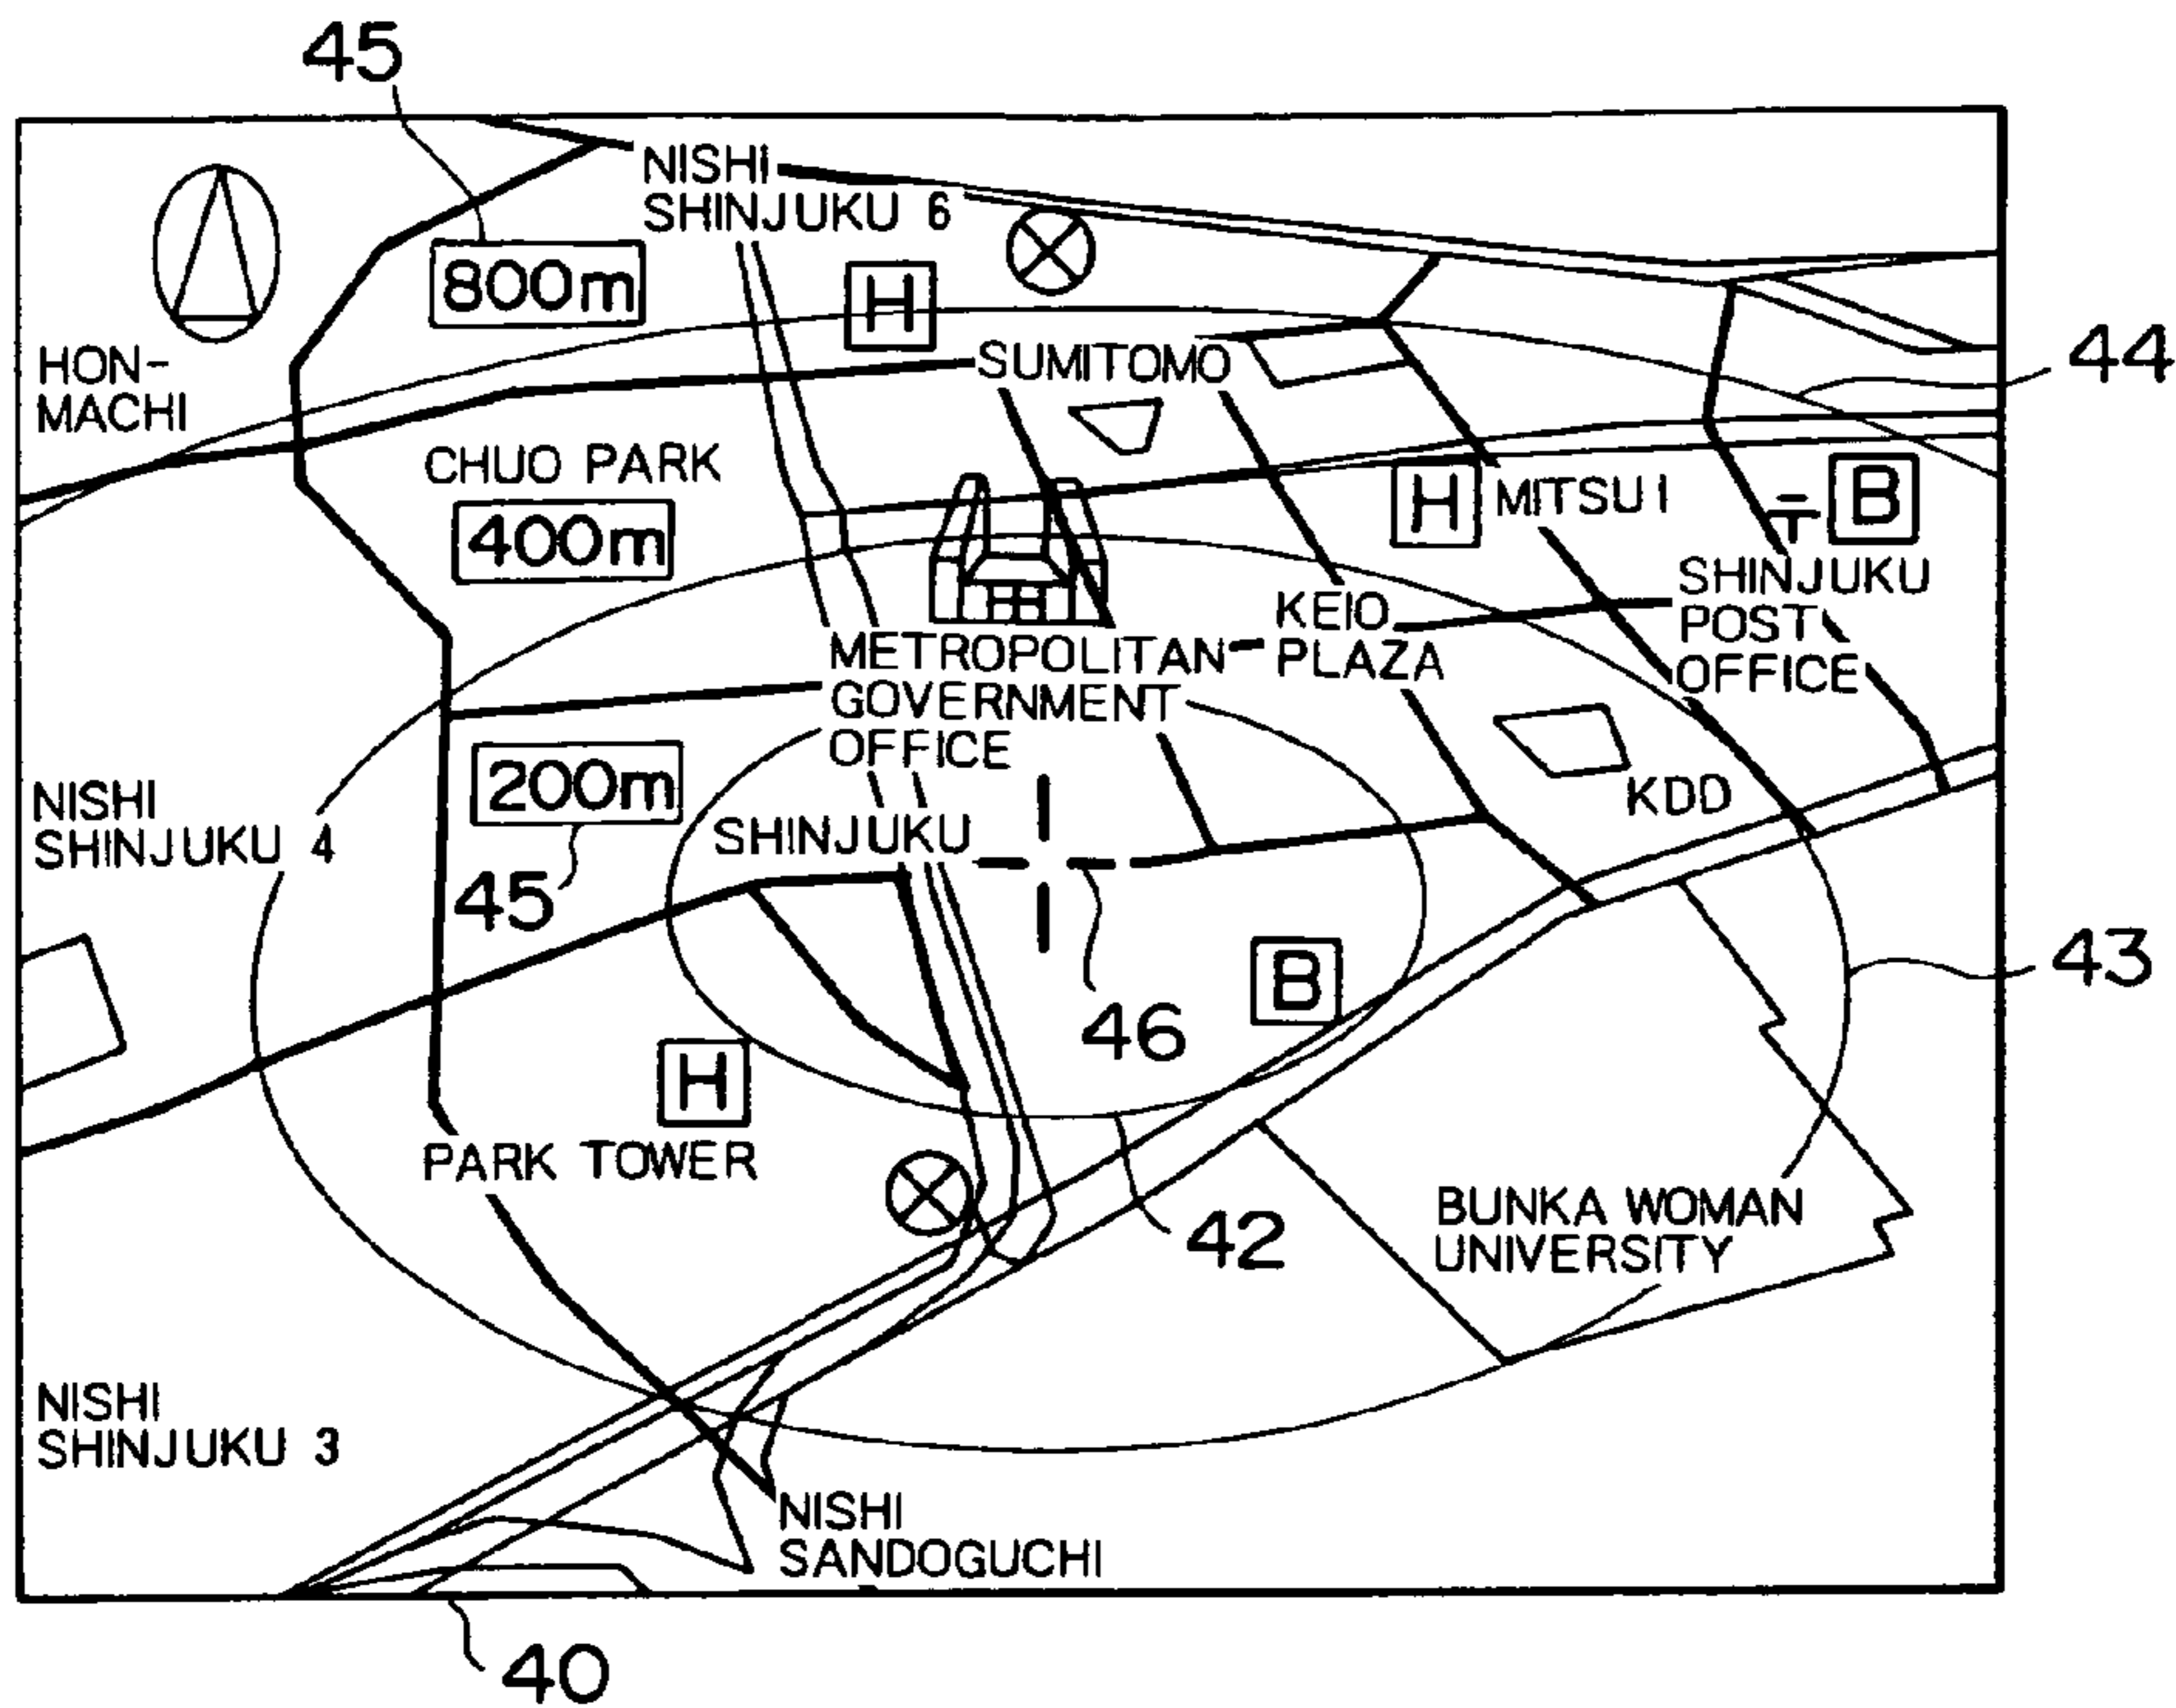 45
NISHI
SHINJUKU 6
800m
H
44
HON-
MACHI
SUMITOMO
CHUO PARK
400m
H
MITSUI
B
SHINJUKU
POST
OFFICE
KEIO
PLAZA
METROPOLITAN
GOVERNMENT
OFFICE
200m
NISHI
SHINJUKU 4
KDD
SHINJUKU
45
46
B
43
H
PARK TOWER
42
BUNKA WOMAN
UNIVERSITY
NISHI
SHINJUKU 3
NISHI
SANDOGUCHI
40